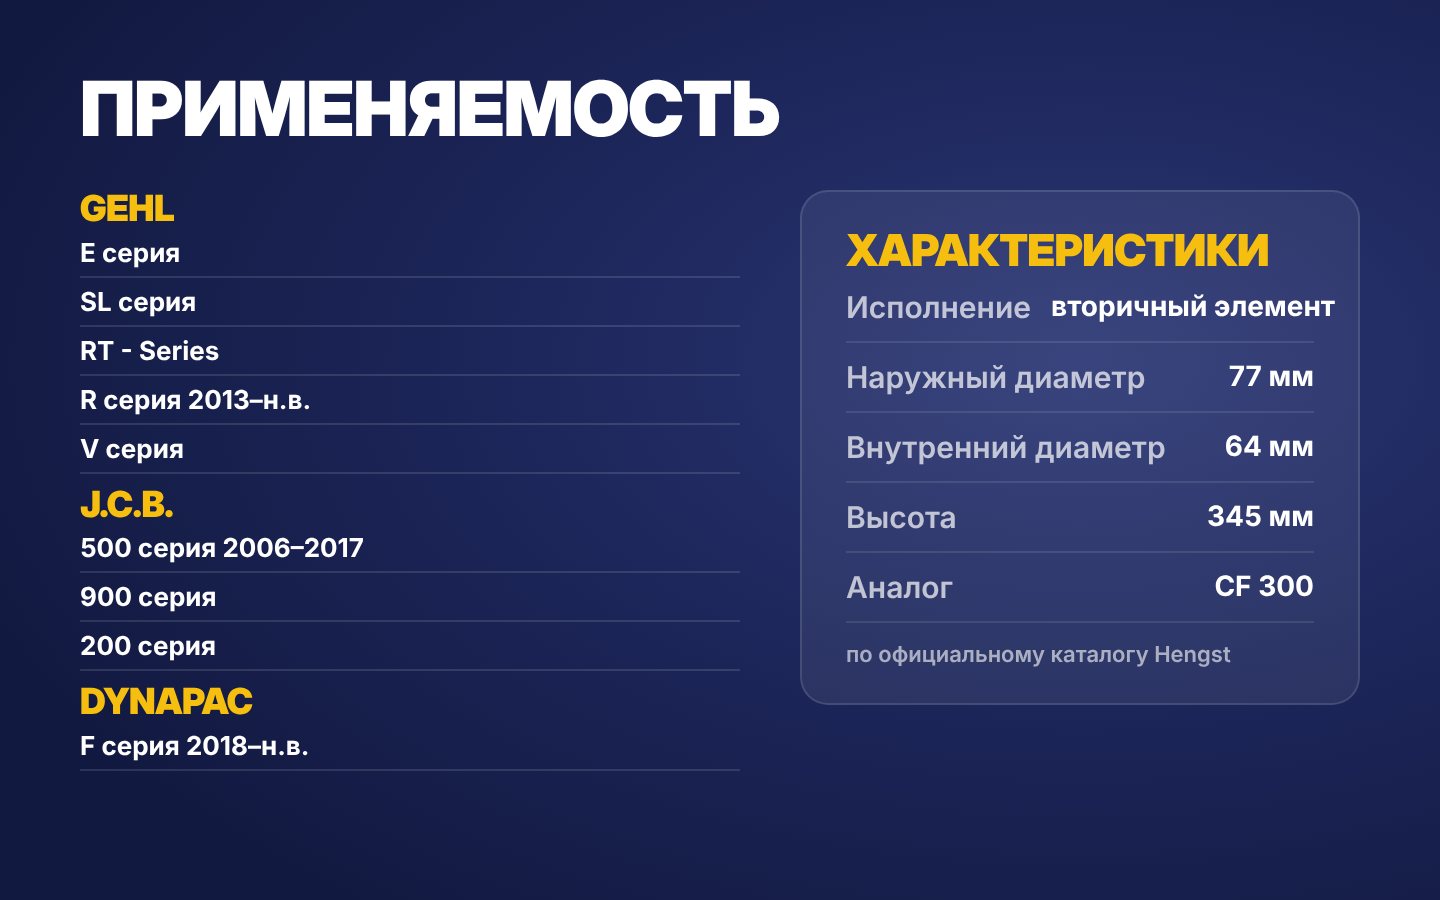 ПРИМЕНЯЕМОСТЬ
GEHL
E серия
SL серия
RT - Series
R серия 2013–н.в.
V серия
J.C.B.
500 серия 2006–2017
900 серия
200 серия
DYNAPAC
F серия 2018–н.в.
ХАРАКТЕРИСТИКИ
Исполнение вторичный элемент
Наружный диаметр 77 мм
Внутренний диаметр 64 мм
Высота 345 мм
Аналог CF 300
по официальному каталогу Hengst